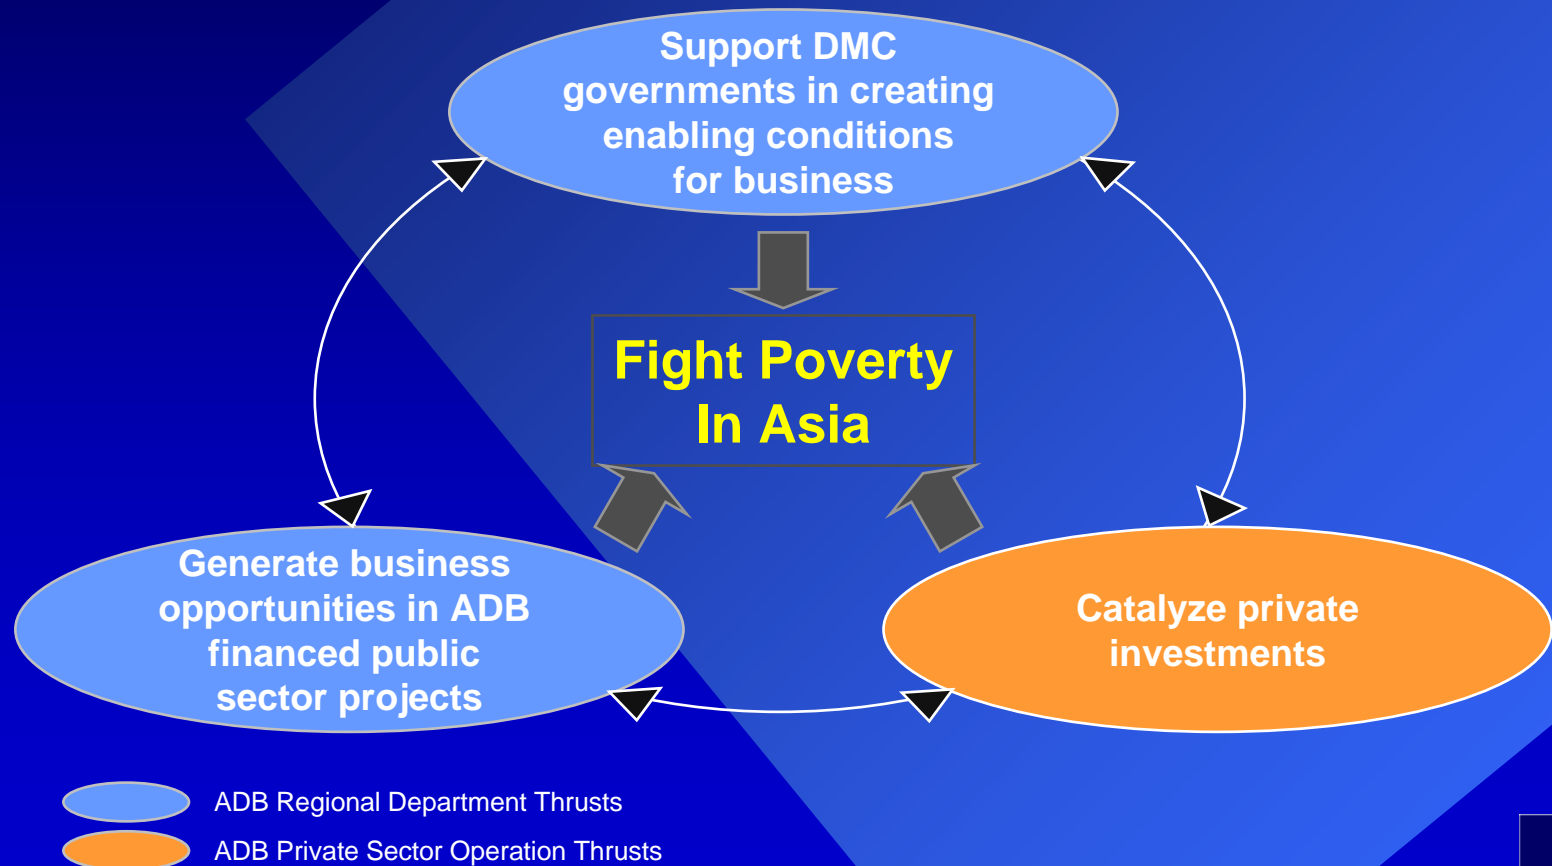 Support DMC
governments in creating
enabling conditions
for business
Fight Poverty
In Asia
Generate business
opportunities in ADB
financed public
sector projects
Catalyze private
investments
ADB Regional Department Thrusts
ADB Private Sector Operation Thrusts